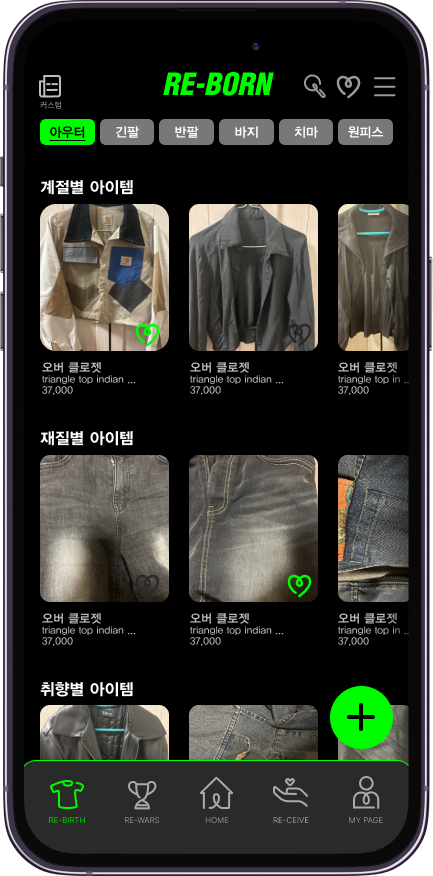 RE-BORN
커스텀
아우터 긴팔 반팔 바지 치마 원피스
계절별 아이템
오버 클로젯 오버 클로젯 오버 클로젯
triangle top indian ... triangle top indian ... triangle top in ...
37,000 37,000 37,000
재질별 아이템
오버 클로젯 오버 클로젯 오버 클로젯
triangle top indian ... triangle top indian ... triangle top in ...
37,000 37,000 37,000
취향별 아이템
RE-BIRTH RE-WARS HOME RE-CEIVE MY PAGE